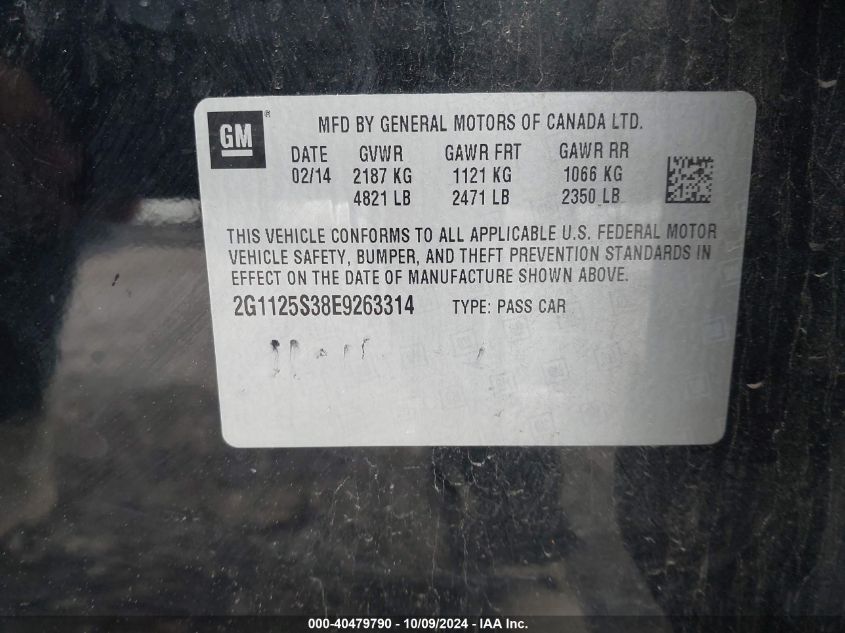 GM ®
MFD BY GENERAL MOTORS OF CANADA LTD.
DATE GVWR GAWR FRT GAWR RR
02/14 2187 KG 1121 KG 1066 KG
4821 LB 2471 LB 2350 LB
THIS VEHICLE CONFORMS TO ALL APPLICABLE U.S. FEDERAL MOTOR
VEHICLE SAFETY, BUMPER, AND THEFT PREVENTION STANDARDS IN
EFFECT ON THE DATE OF MANUFACTURE SHOWN ABOVE.
2G1125S38E9263314 TYPE: PASS CAR
000-40479790 - 10/09/2024 - IAA Inc.